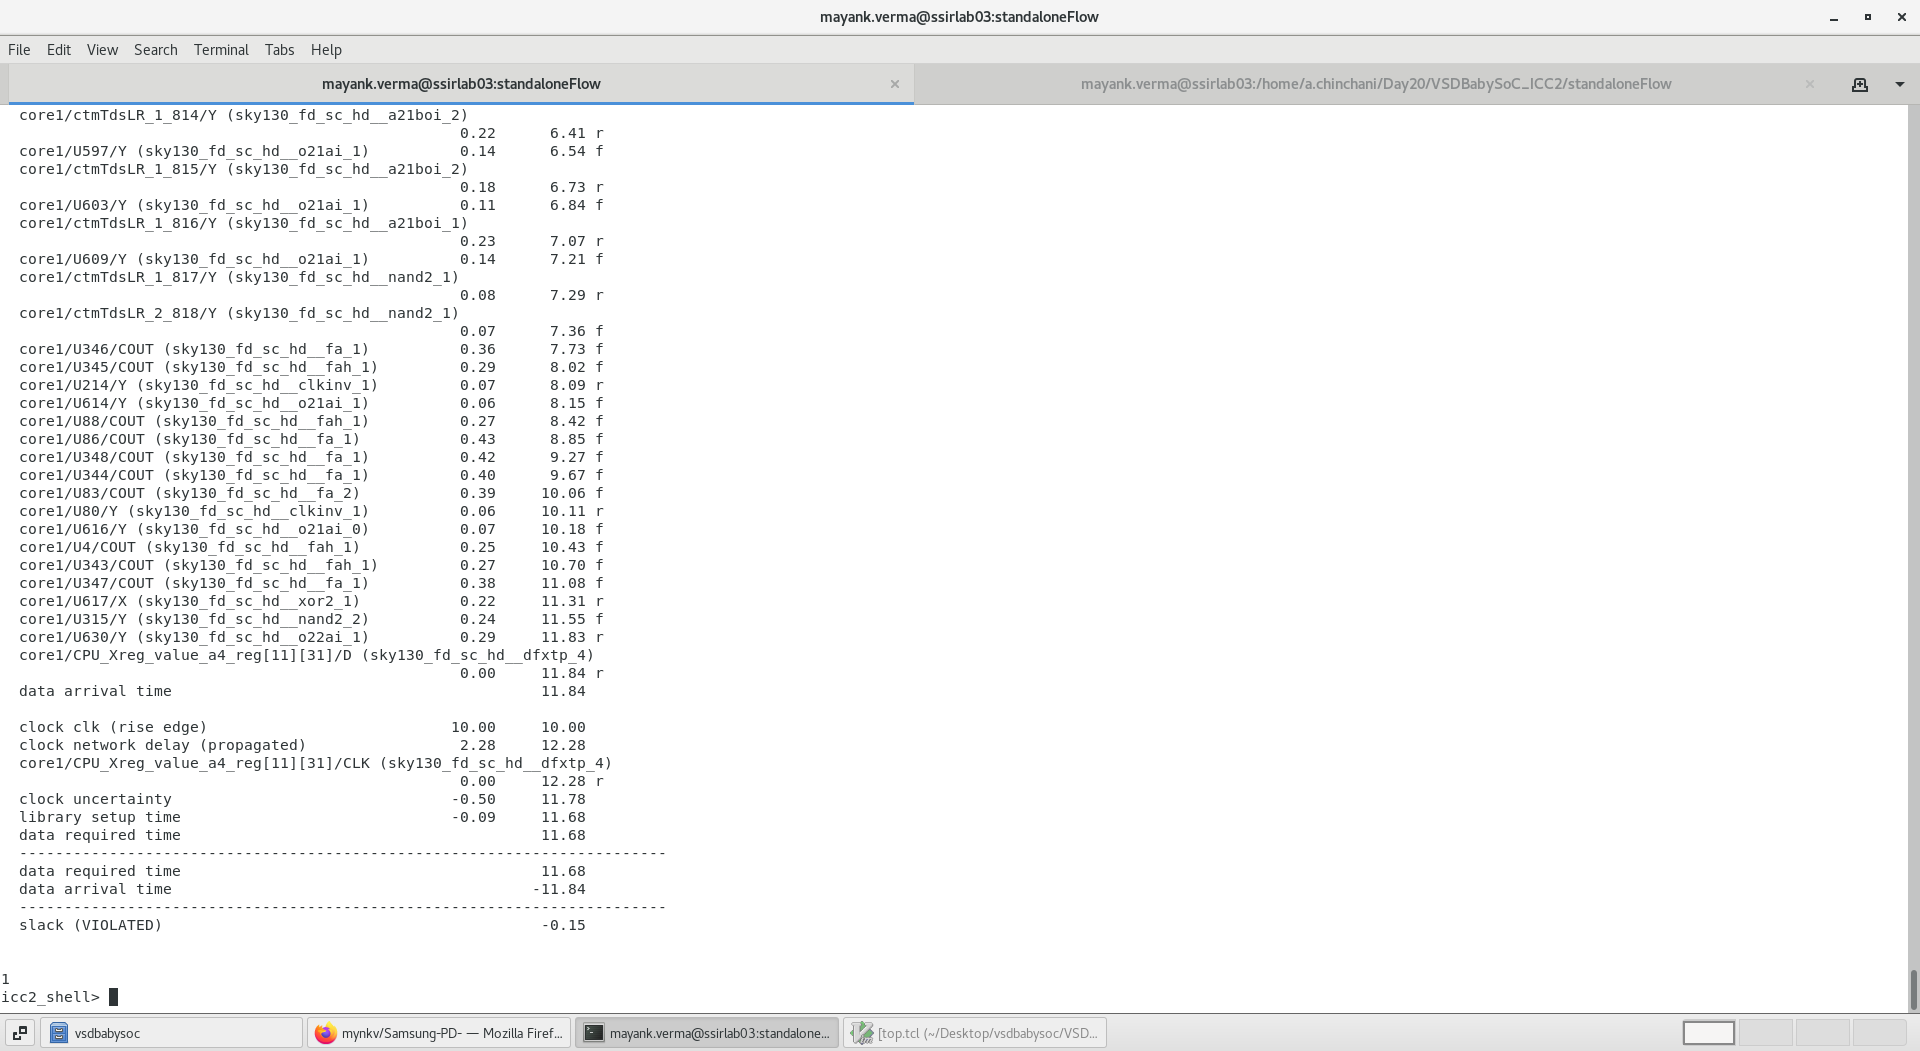 mayank.verma@ssirlab03:standaloneFlow
File Edit View Search Terminal Tabs Help
mayank.verma@ssirlab03:standaloneFlow mayank.verma@ssirlab03:/home/a.chinchani/Day20/VSDBabySoC_ICC2/standaloneFlow
core1/ctmTdsLR_1_814/Y (sky130_fd_sc_hd__a21boi_2)
0.22 6.41 r
core1/U597/Y (sky130_fd_sc_hd__o21ai_1) 0.14 6.54 f
core1/ctmTdsLR_1_815/Y (sky130_fd_sc_hd__a21boi_2)
0.18 6.73 r
core1/U603/Y (sky130_fd_sc_hd__o21ai_1) 0.11 6.84 f
core1/ctmTdsLR_1_816/Y (sky130_fd_sc_hd__a21boi_1)
0.23 7.07 r
core1/U609/Y (sky130_fd_sc_hd__o21ai_1) 0.14 7.21 f
core1/ctmTdsLR_1_817/Y (sky130_fd_sc_hd__nand2_1)
0.08 7.29 r
core1/ctmTdsLR_2_818/Y (sky130_fd_sc_hd__nand2_1)
0.07 7.36 f
core1/U346/COUT (sky130_fd_sc_hd__fa_1) 0.36 7.73 f
core1/U345/COUT (sky130_fd_sc_hd__fah_1) 0.29 8.02 f
core1/U214/Y (sky130_fd_sc_hd__clkinv_1) 0.07 8.09 r
core1/U614/Y (sky130_fd_sc_hd__o21ai_1) 0.06 8.15 f
core1/U88/COUT (sky130_fd_sc_hd__fah_1) 0.27 8.42 f
core1/U86/COUT (sky130_fd_sc_hd__fa_1) 0.43 8.85 f
core1/U348/COUT (sky130_fd_sc_hd__fa_1) 0.42 9.27 f
core1/U344/COUT (sky130_fd_sc_hd__fa_1) 0.40 9.67 f
core1/U83/COUT (sky130_fd_sc_hd__fa_2) 0.39 10.06 f
core1/U80/Y (sky130_fd_sc_hd__clkinv_1) 0.06 10.11 r
core1/U616/Y (sky130_fd_sc_hd__o21ai_0) 0.07 10.18 f
core1/U4/COUT (sky130_fd_sc_hd__fah_1) 0.25 10.43 f
core1/U343/COUT (sky130_fd_sc_hd__fah_1) 0.27 10.70 f
core1/U347/COUT (sky130_fd_sc_hd__fa_1) 0.38 11.08 f
core1/U617/X (sky130_fd_sc_hd__xor2_1) 0.22 11.31 r
core1/U315/Y (sky130_fd_sc_hd__nand2_2) 0.24 11.55 f
core1/U630/Y (sky130_fd_sc_hd__o22ai_1) 0.29 11.83 r
core1/CPU_Xreg_value_a4_reg[11][31]/D (sky130_fd_sc_hd__dfxtp_4)
0.00 11.84 r
data arrival time 11.84
clock clk (rise edge) 10.00 10.00
clock network delay (propagated) 2.28 12.28
core1/CPU_Xreg_value_a4_reg[11][31]/CLK (sky130_fd_sc_hd__dfxtp_4)
0.00 12.28 r
clock uncertainty -0.50 11.78
library setup time -0.09 11.68
data required time 11.68
------------------------------------------------------------------------
data required time 11.68
data arrival time -11.84
------------------------------------------------------------------------
slack (VIOLATED) -0.15
1
icc2_shell>
vsdbabysoc mynkv/Samsung-PD- — Mozilla Firef... mayank.verma@ssirlab03:standalone... [top.tcl (~/Desktop/vsdbabysoc/VSD...